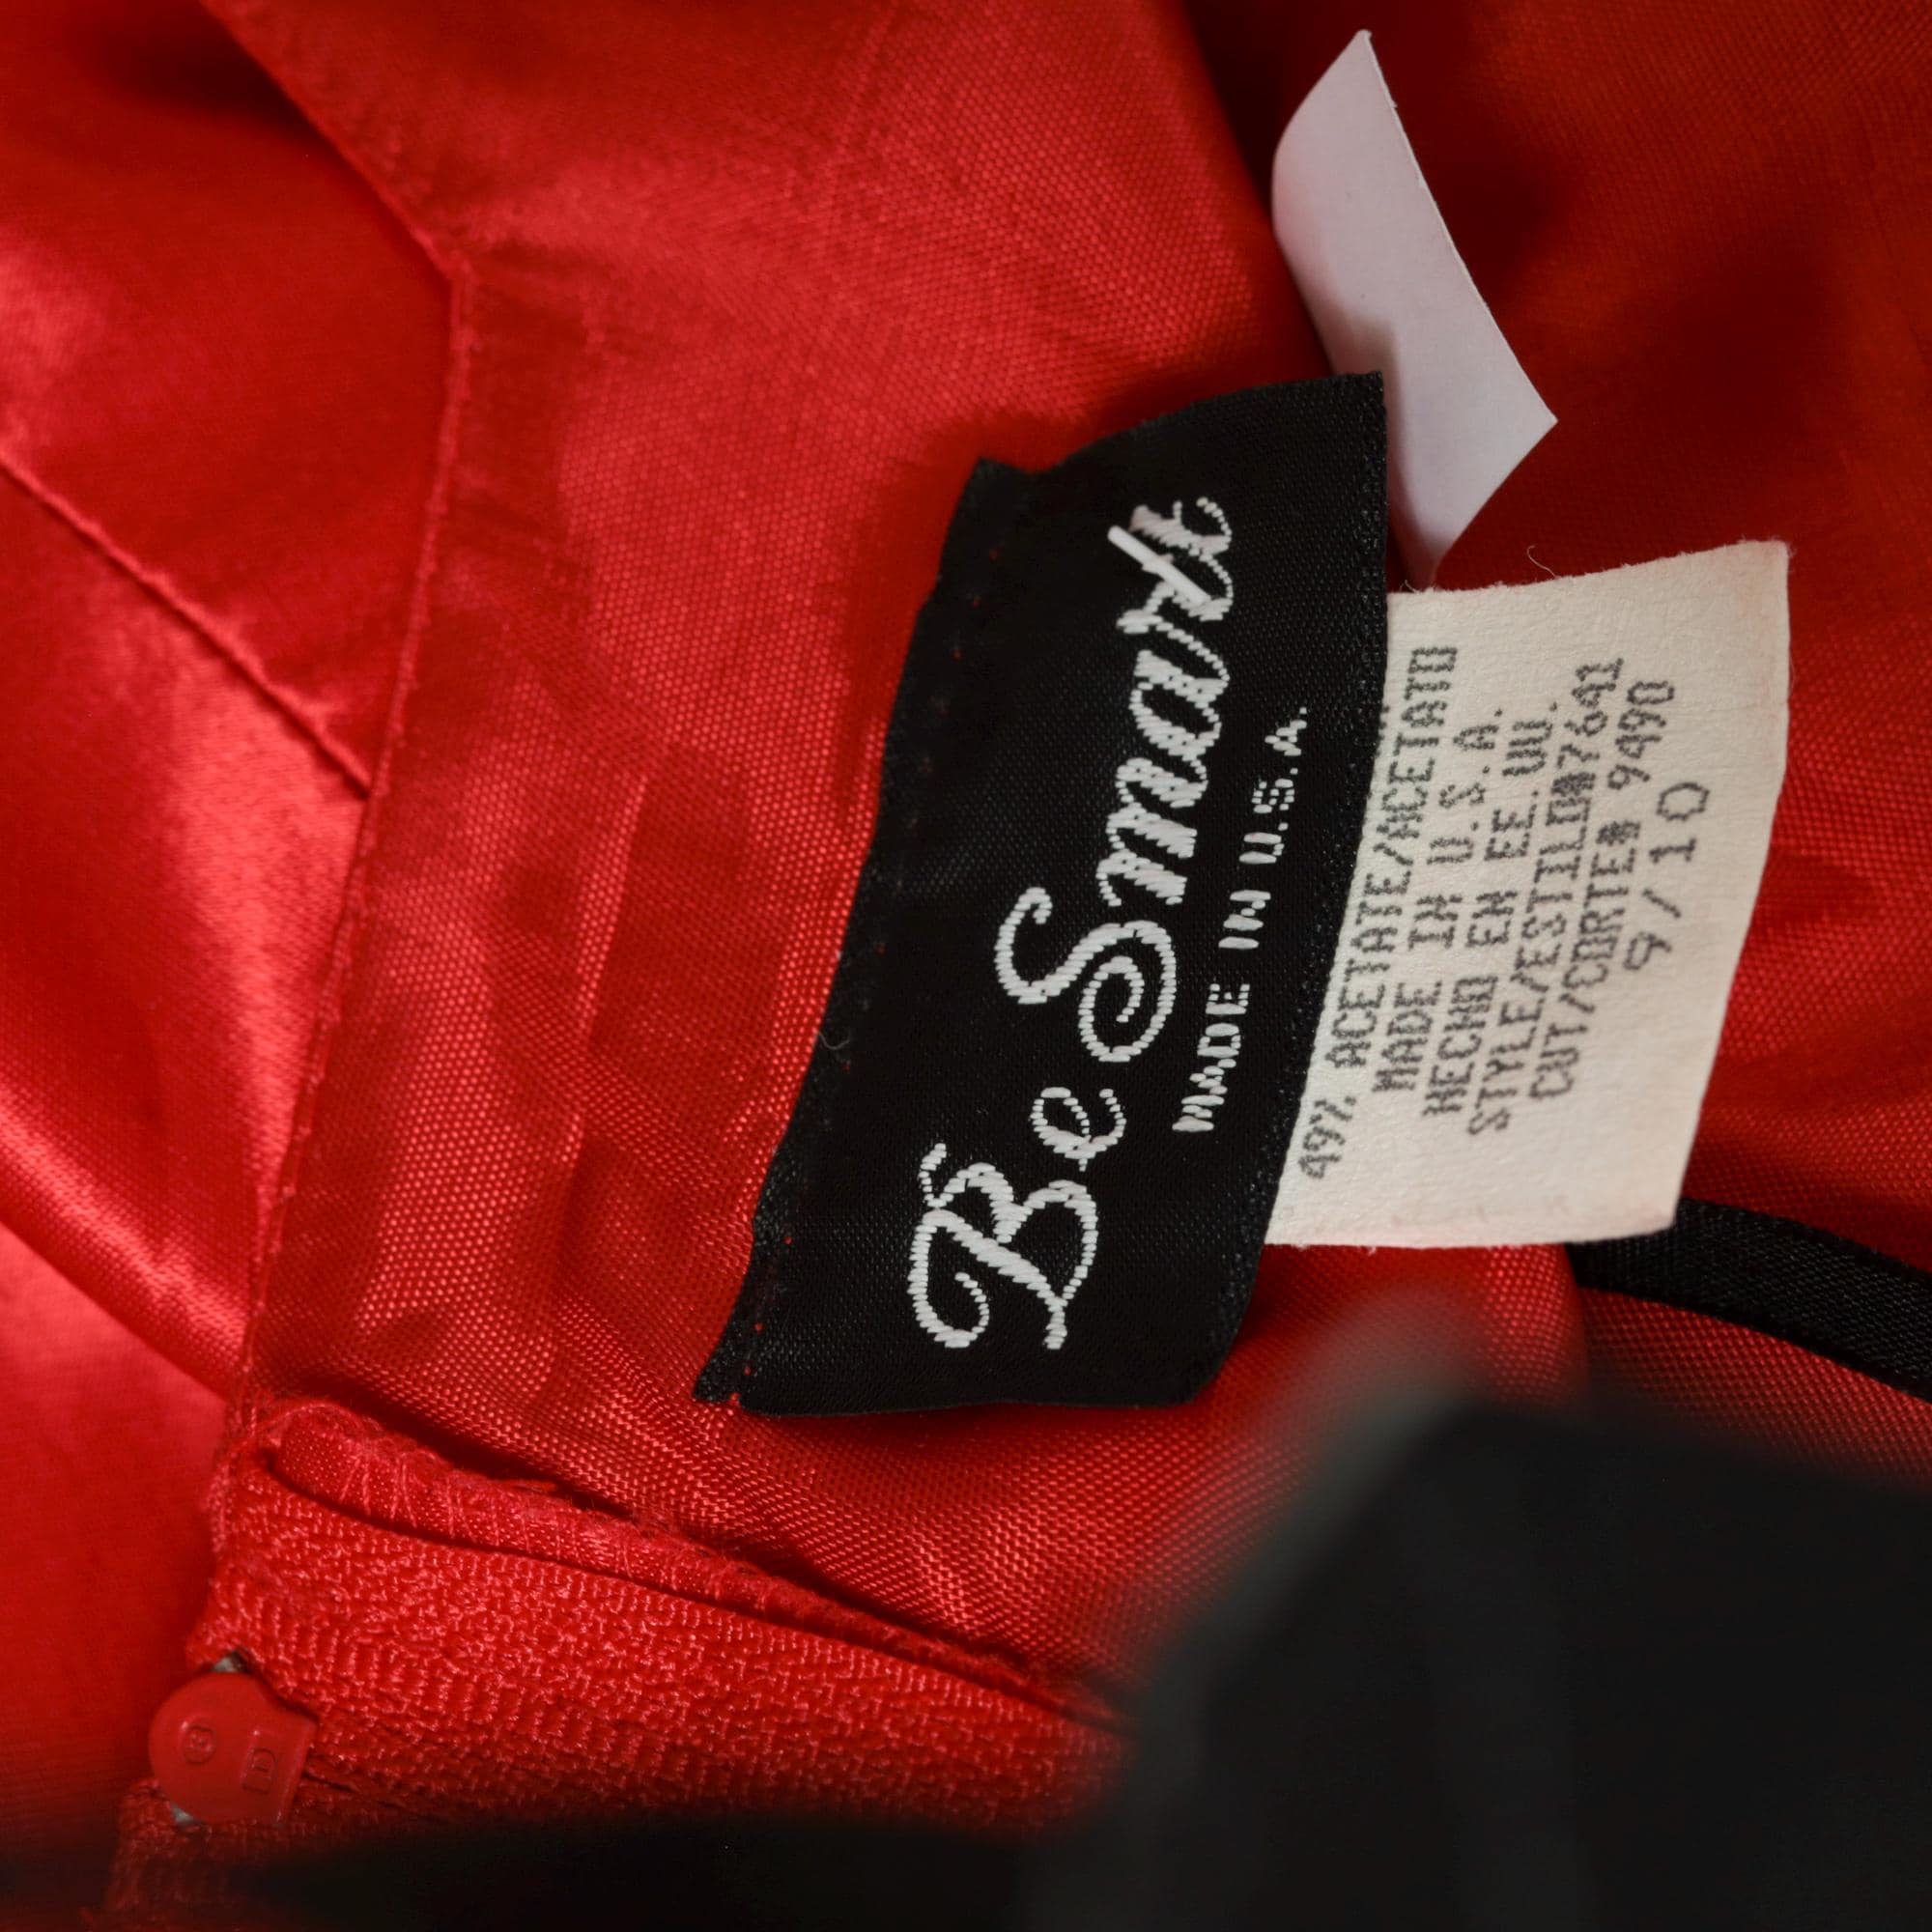 Be Smart
MADE IN U.S.A.
49% ACETATE/ACETATO
MADE IN U.S.A.
HECHO EN EE.UU.
STYLE/ESTILO#7641
CUT/CORTE# 9490
9/10